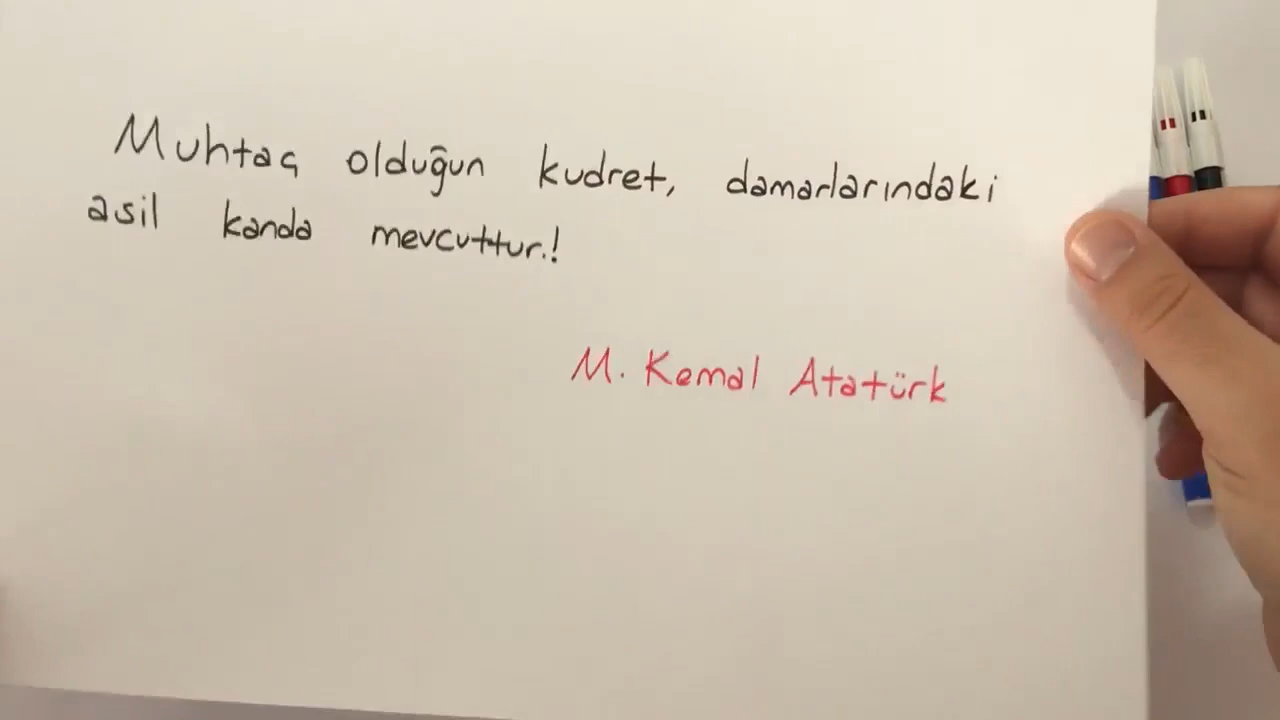 Muhtaç olduğun kudret, damarlarındaki
asil kanda mevcuttur.!
M. Kemal Atatürk